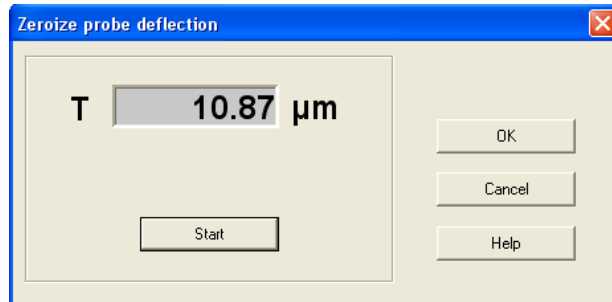 Zeroize probe deflection
T 10.87 µm
OK
Cancel
Start
Help